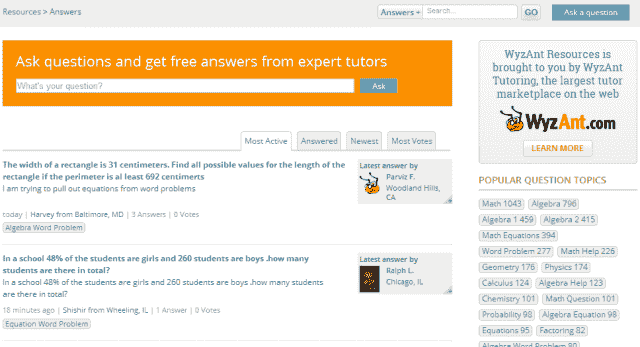 Resources > Answers
Answers
Search...
GO
Ask a question
Ask questions and get free answers from expert tutors
What's your question?
Ask
Most Active
Answered
Newest
Most Votes
The width of a rectangle is 31 centimeters. Find all possible values for the length of the
rectangle if the perimeter is al least 692 centimerts
I am trying to pull out equations from word problems
today | Harvey from Baltimore, MD | 3 Answers | 0 Votes
Algebra Word Problem
Latest answer by
Parviz F.
Woodland Hills,
CA
In a school 48% of the students are girls and 260 students are boys .how many
students are there in total?
In a school 48% of the students are girls and 260 students are boys .how many students
are there in total?
18 minutes ago | Shishir from Wheeling, IL | 1 Answer | 0 Votes
Equation Word Problem
Latest answer by
Ralph L.
Chicago, IL
WyzAnt Resources is
brought to you by WyzAnt
Tutoring, the largest tutor
marketplace on the web
WyzAnt.com
LEARN MORE
POPULAR QUESTION TOPICS
Math 1043 Algebra 796
Algebra 1 459 Algebra 2 415
Math Equations 394
Word Problem 277 Math Help 226
Geometry 176 Physics 174
Calculus 124 Algebra Help 123
Chemistry 101 Math Question 101
Probability 98 Algebra Equation 98
Equations 95 Factoring 82
Algebra Word Problem 80